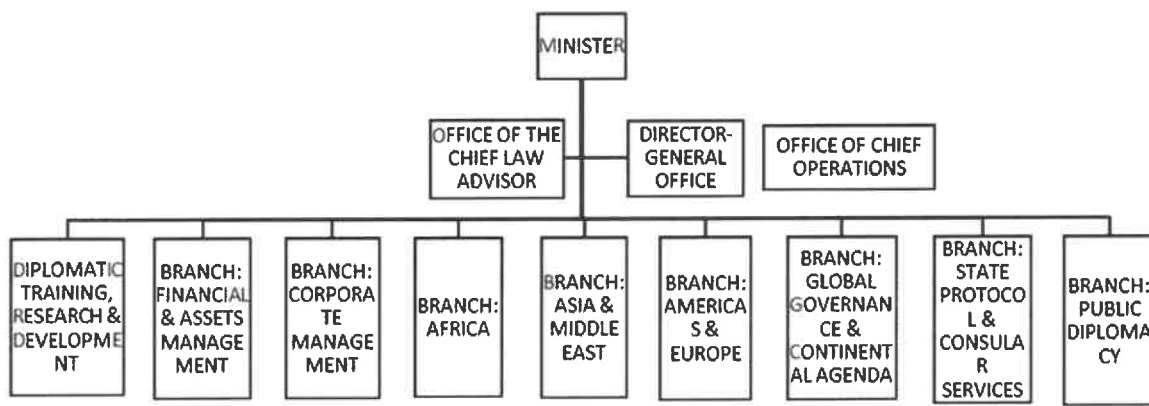 MINISTER
OFFICE OF THE
CHIEF LAW
ADVISOR
DIRECTOR-
GENERAL
OFFICE
OFFICE OF CHIEF
OPERATIONS
DIPLOMATIC
TRAINING,
RESEARCH &
DEVELOPME
NT
BRANCH:
FINANCIAL
& ASSETS
MANAGE
MENT
BRANCH:
CORPORA
TE
MANAGE
MENT
BRANCH:
AFRICA
BRANCH:
ASIA &
MIDDLE
EAST
BRANCH:
AMERICA
S &
EUROPE
BRANCH:
GLOBAL
GOVERNAN
CE &
CONTINENT
AL AGENDA
BRANCH:
STATE
PROTOCO
L &
CONSULA
R
SERVICES
BRANCH:
PUBLIC
DIPLOMA
CY